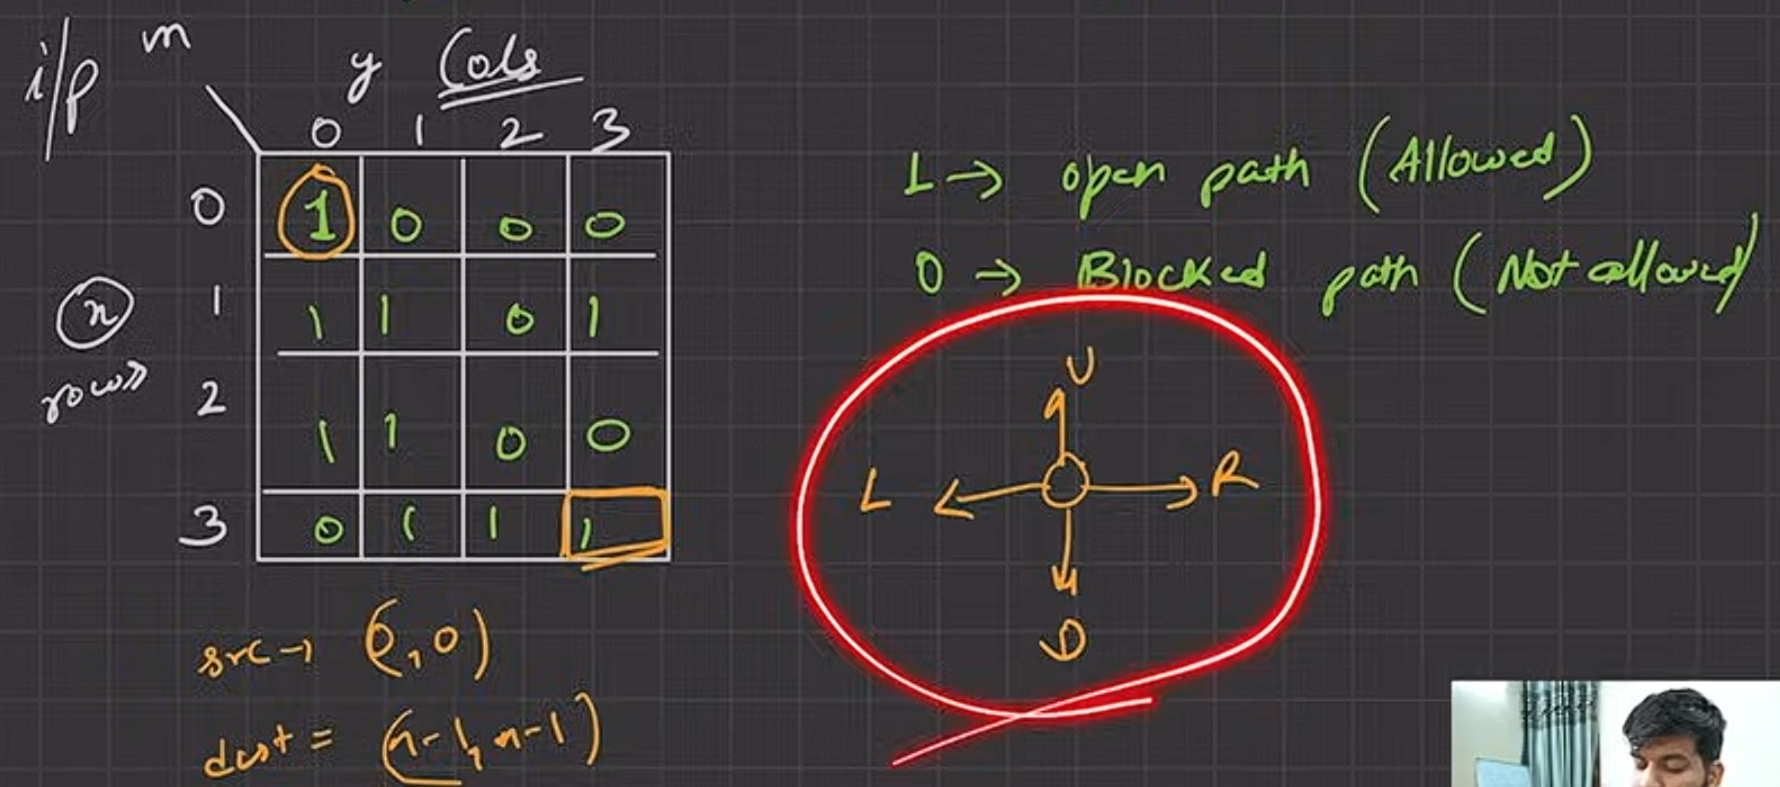 i/p m
y Cols
0 1 2 3
0 1 0 0 0
n
rows
1 1 1 0 1
2 1 1 0 0
3 0 1 1 1
src → (0,0)
dest = (n-1, n-1)
1 → open path (Allowed)
0 → Blocked path (Not allowed)
U
L R
D